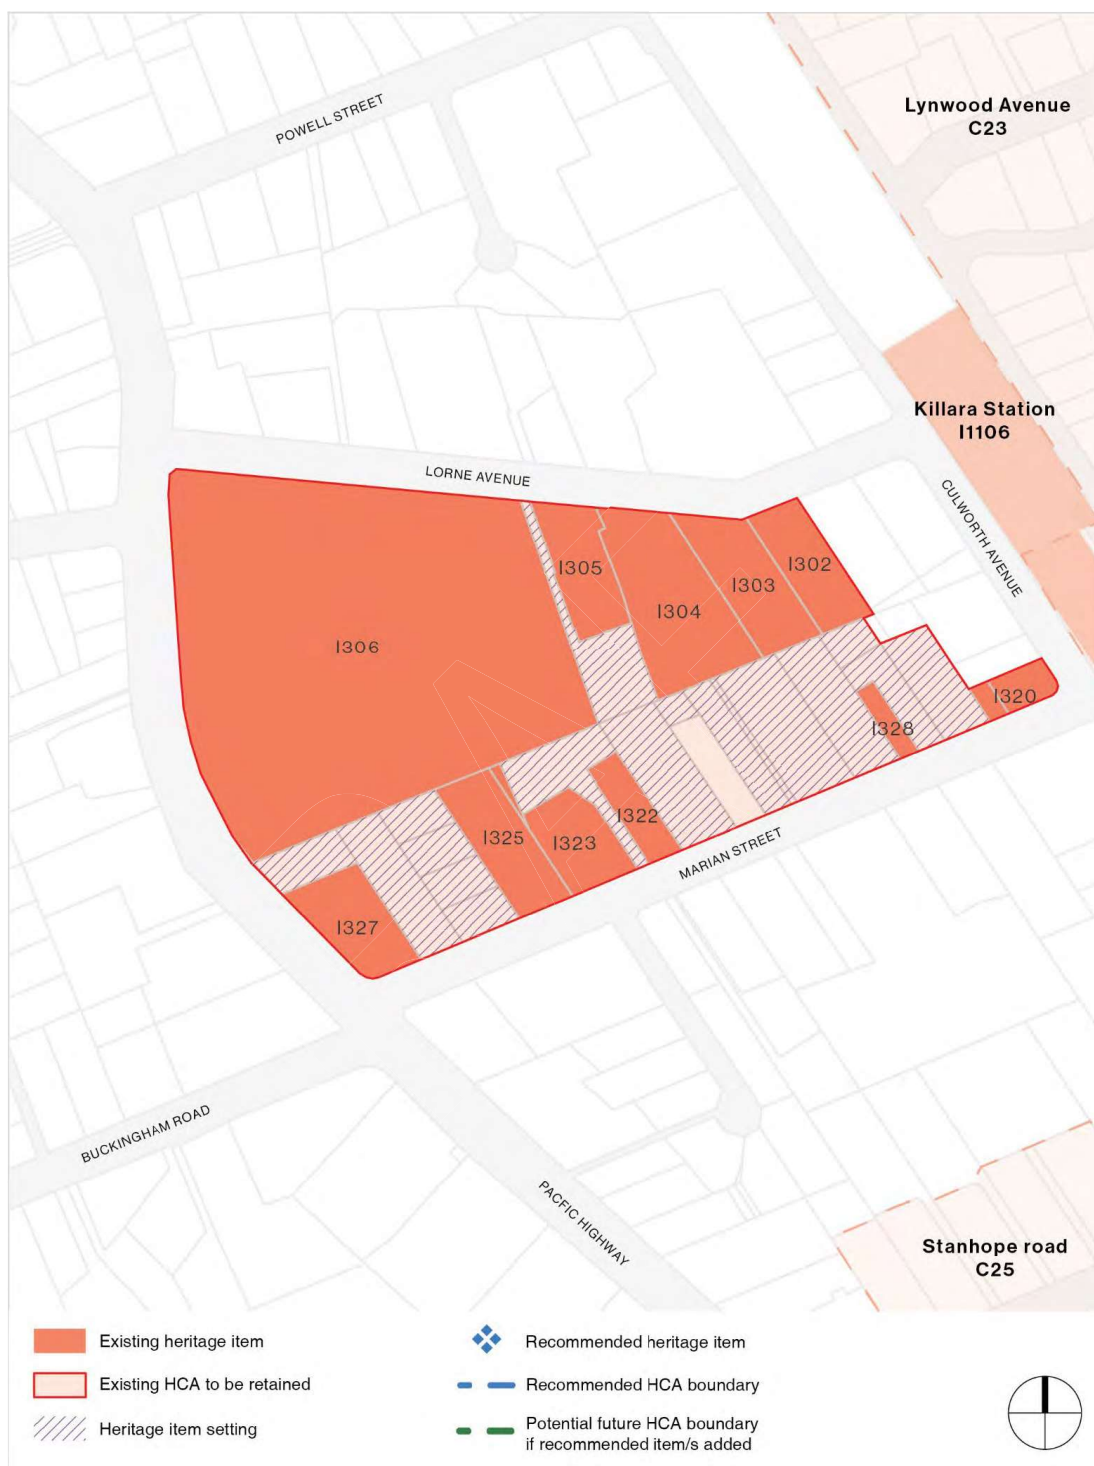 POWELL STREET
Lynwood Avenue
C23
Killara Station
I1106
LORNE AVENUE
CULWORTH AVENUE
I305
I302
I303
I304
I306
I320
I328
I322
I325
I323
MARIAN STREET
I327
BUCKINGHAM ROAD
PACFIC HIGHWAY
Stanhope road
C25
Existing heritage item
Existing HCA to be retained
Heritage item setting
Recommended heritage item
Recommended HCA boundary
Potential future HCA boundary
if recommended item/s added